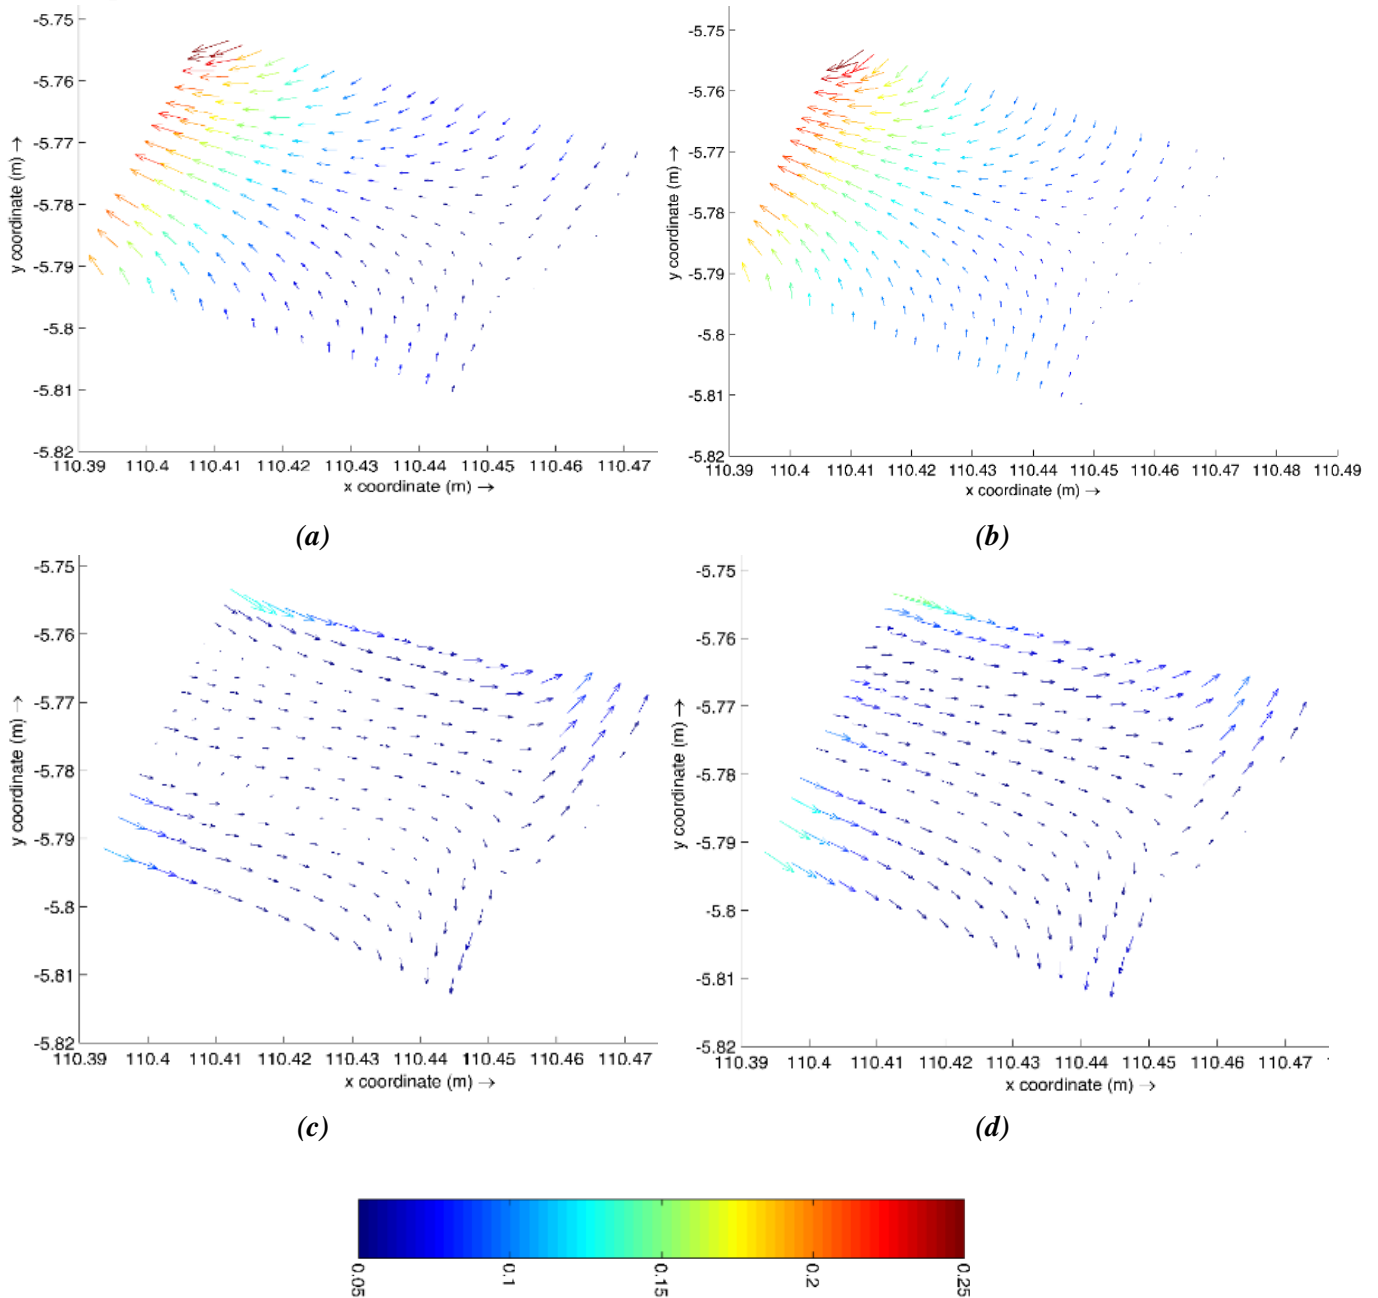 -5.75
-5.76
-5.77
-5.78
-5.79
-5.8
-5.81
-5.82
y coordinate (m) →
110.39 110.4 110.41 110.42 110.43 110.44 110.45 110.46 110.47
x coordinate (m) →
(a)
-5.75
-5.76
-5.77
-5.78
-5.79
-5.8
-5.81
-5.82
y coordinate (m) →
110.39 110.4 110.41 110.42 110.43 110.44 110.45 110.46 110.47 110.48 110.49
x coordinate (m) →
(b)
-5.75
-5.76
-5.77
-5.78
-5.79
-5.8
-5.81
-5.82
y coordinate (m) →
110.39 110.4 110.41 110.42 110.43 110.44 110.45 110.46 110.47
x coordinate (m) →
(c)
-5.75
-5.76
-5.77
-5.78
-5.79
-5.8
-5.81
-5.82
y coordinate (m) →
110.39 110.4 110.41 110.42 110.43 110.44 110.45 110.46 110.47
x coordinate (m) →
(d)
0.05 0.1 0.15 0.2 0.25